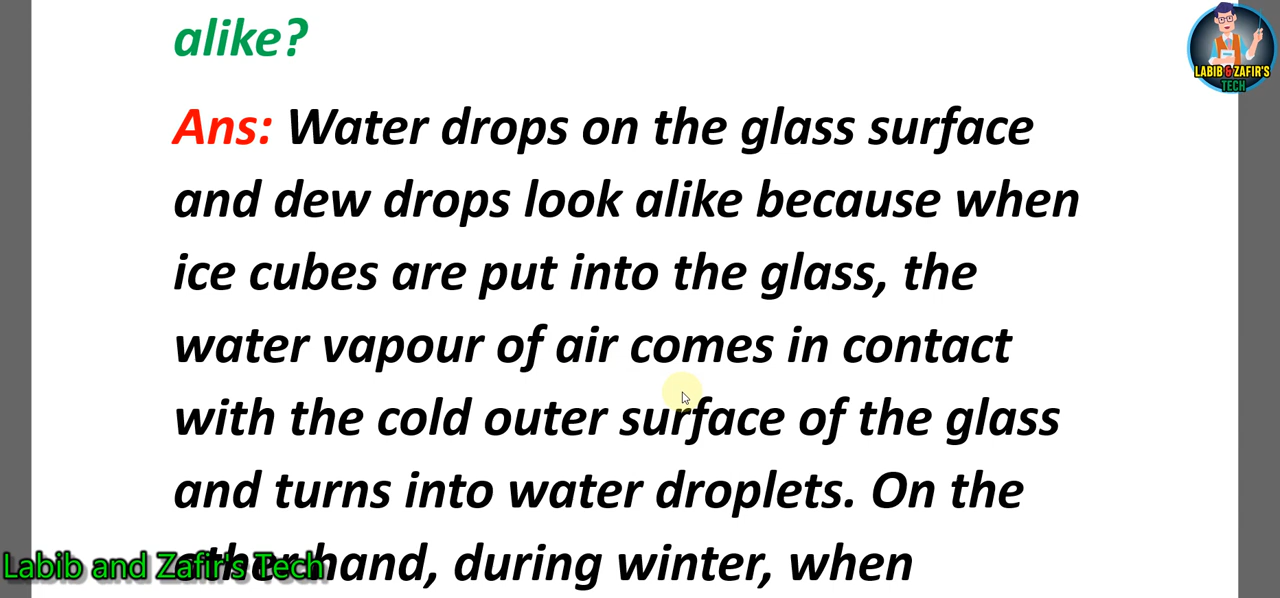 alike?
Ans: Water drops on the glass surface
and dew drops look alike because when
ice cubes are put into the glass, the
water vapour of air comes in contact
with the cold outer surface of the glass
and turns into water droplets. On the
other hand, during winter, when
LABIB & ZAFIR'S
TECH
Labib and Zafir's Tech